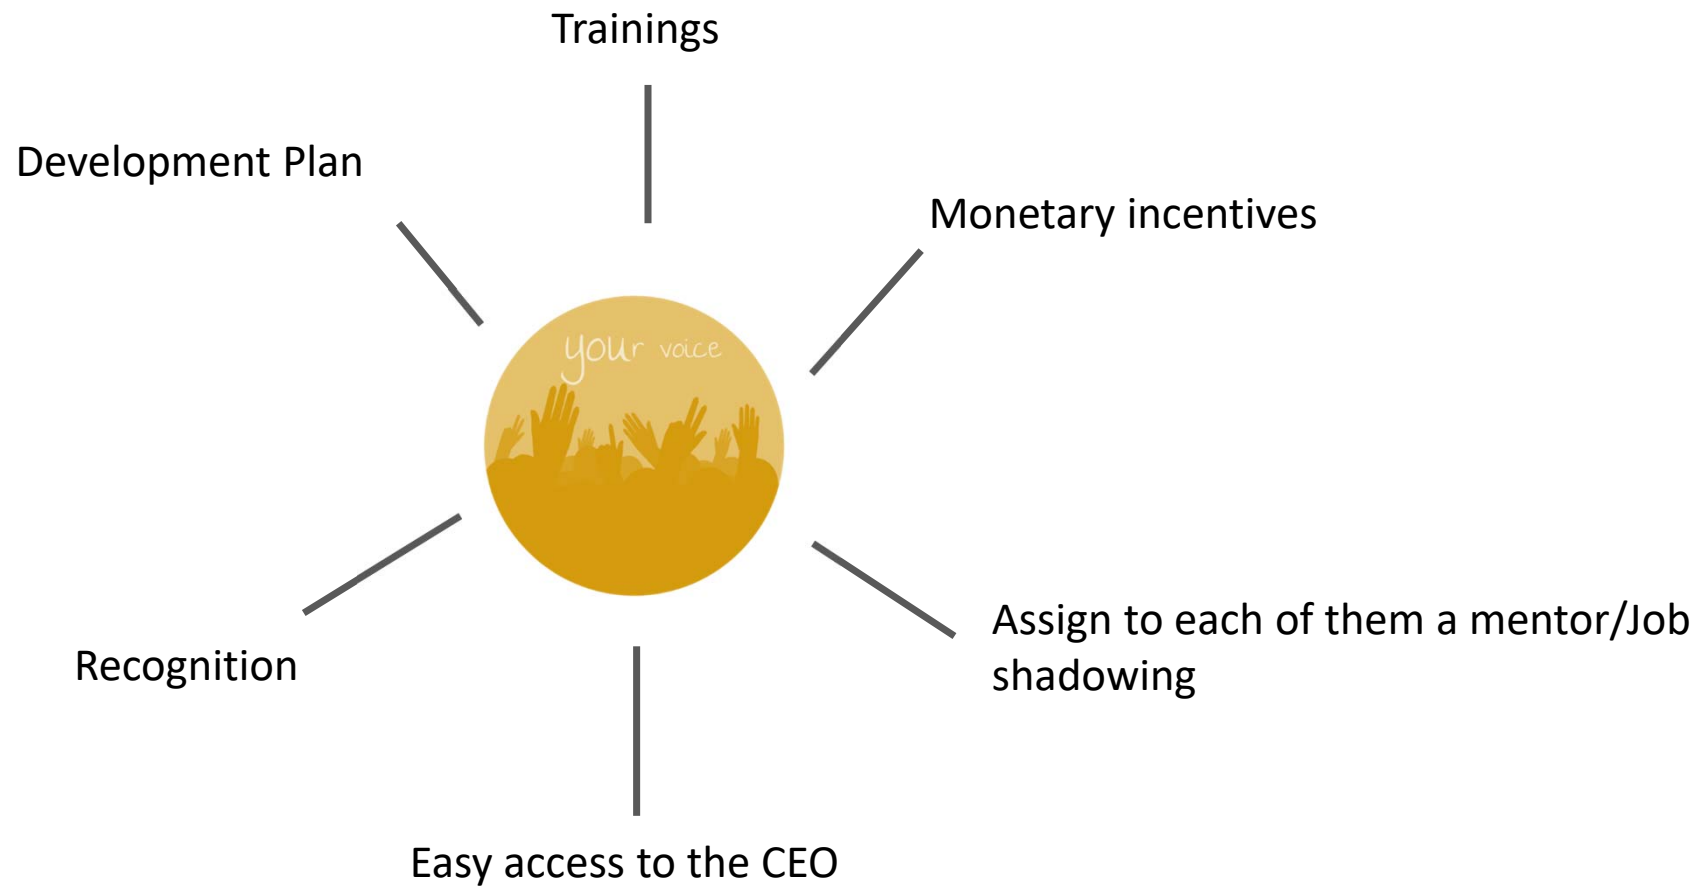 Trainings
Development Plan
Monetary incentives
your voice
Assign to each of them a mentor/Job
shadowing
Recognition
Easy access to the CEO